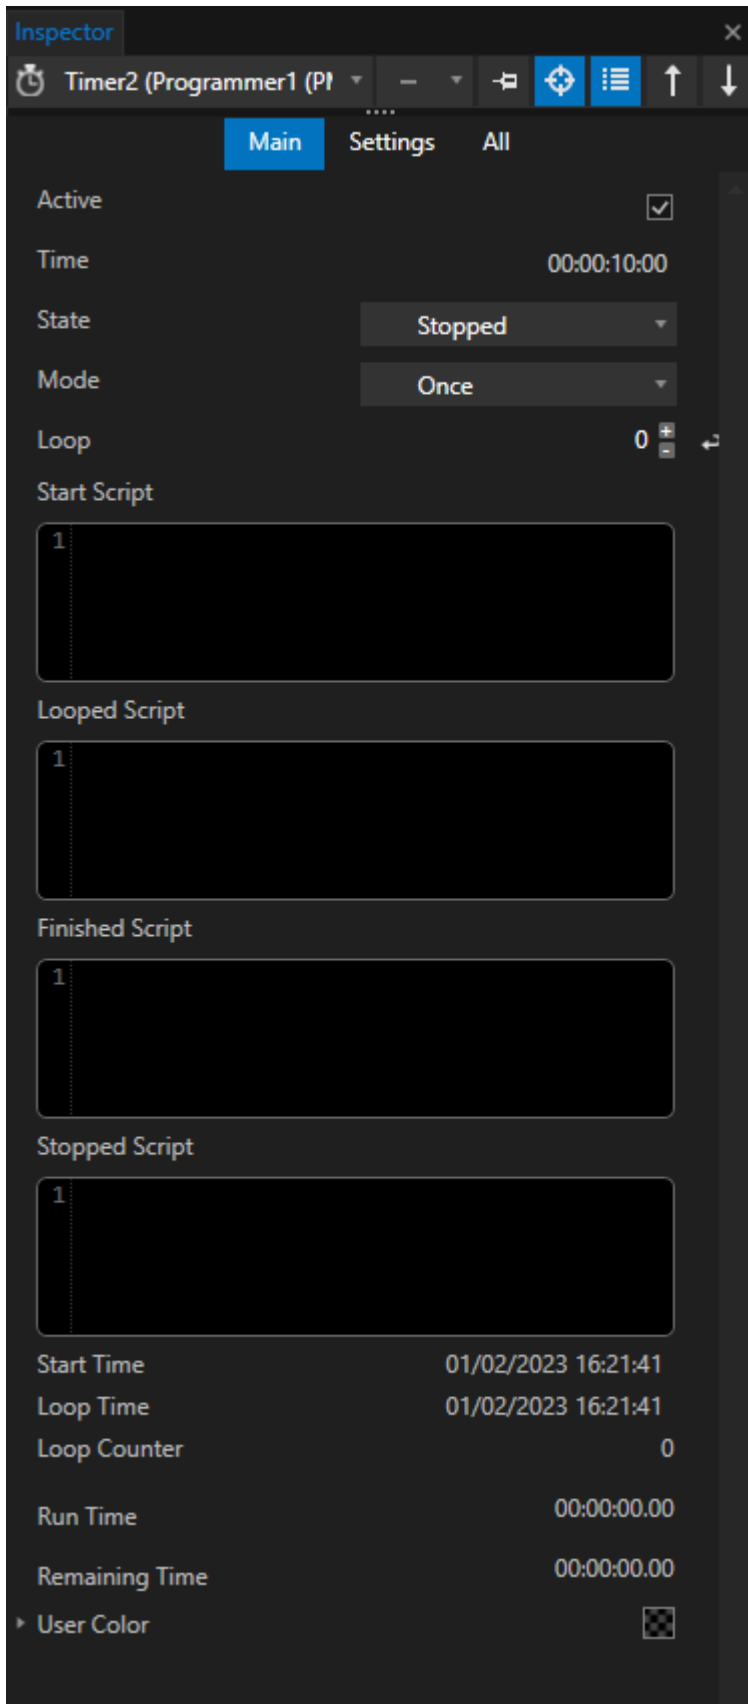 Inspector
Timer2 (Programmer1 (P
Main Settings All
Active
Time 00:00:10:00
State Stopped
Mode Once
Loop 0
Start Script
1
Looped Script
1
Finished Script
1
Stopped Script
1
Start Time 01/02/2023 16:21:41
Loop Time 01/02/2023 16:21:41
Loop Counter 0
Run Time 00:00:00.00
Remaining Time 00:00:00.00
User Color